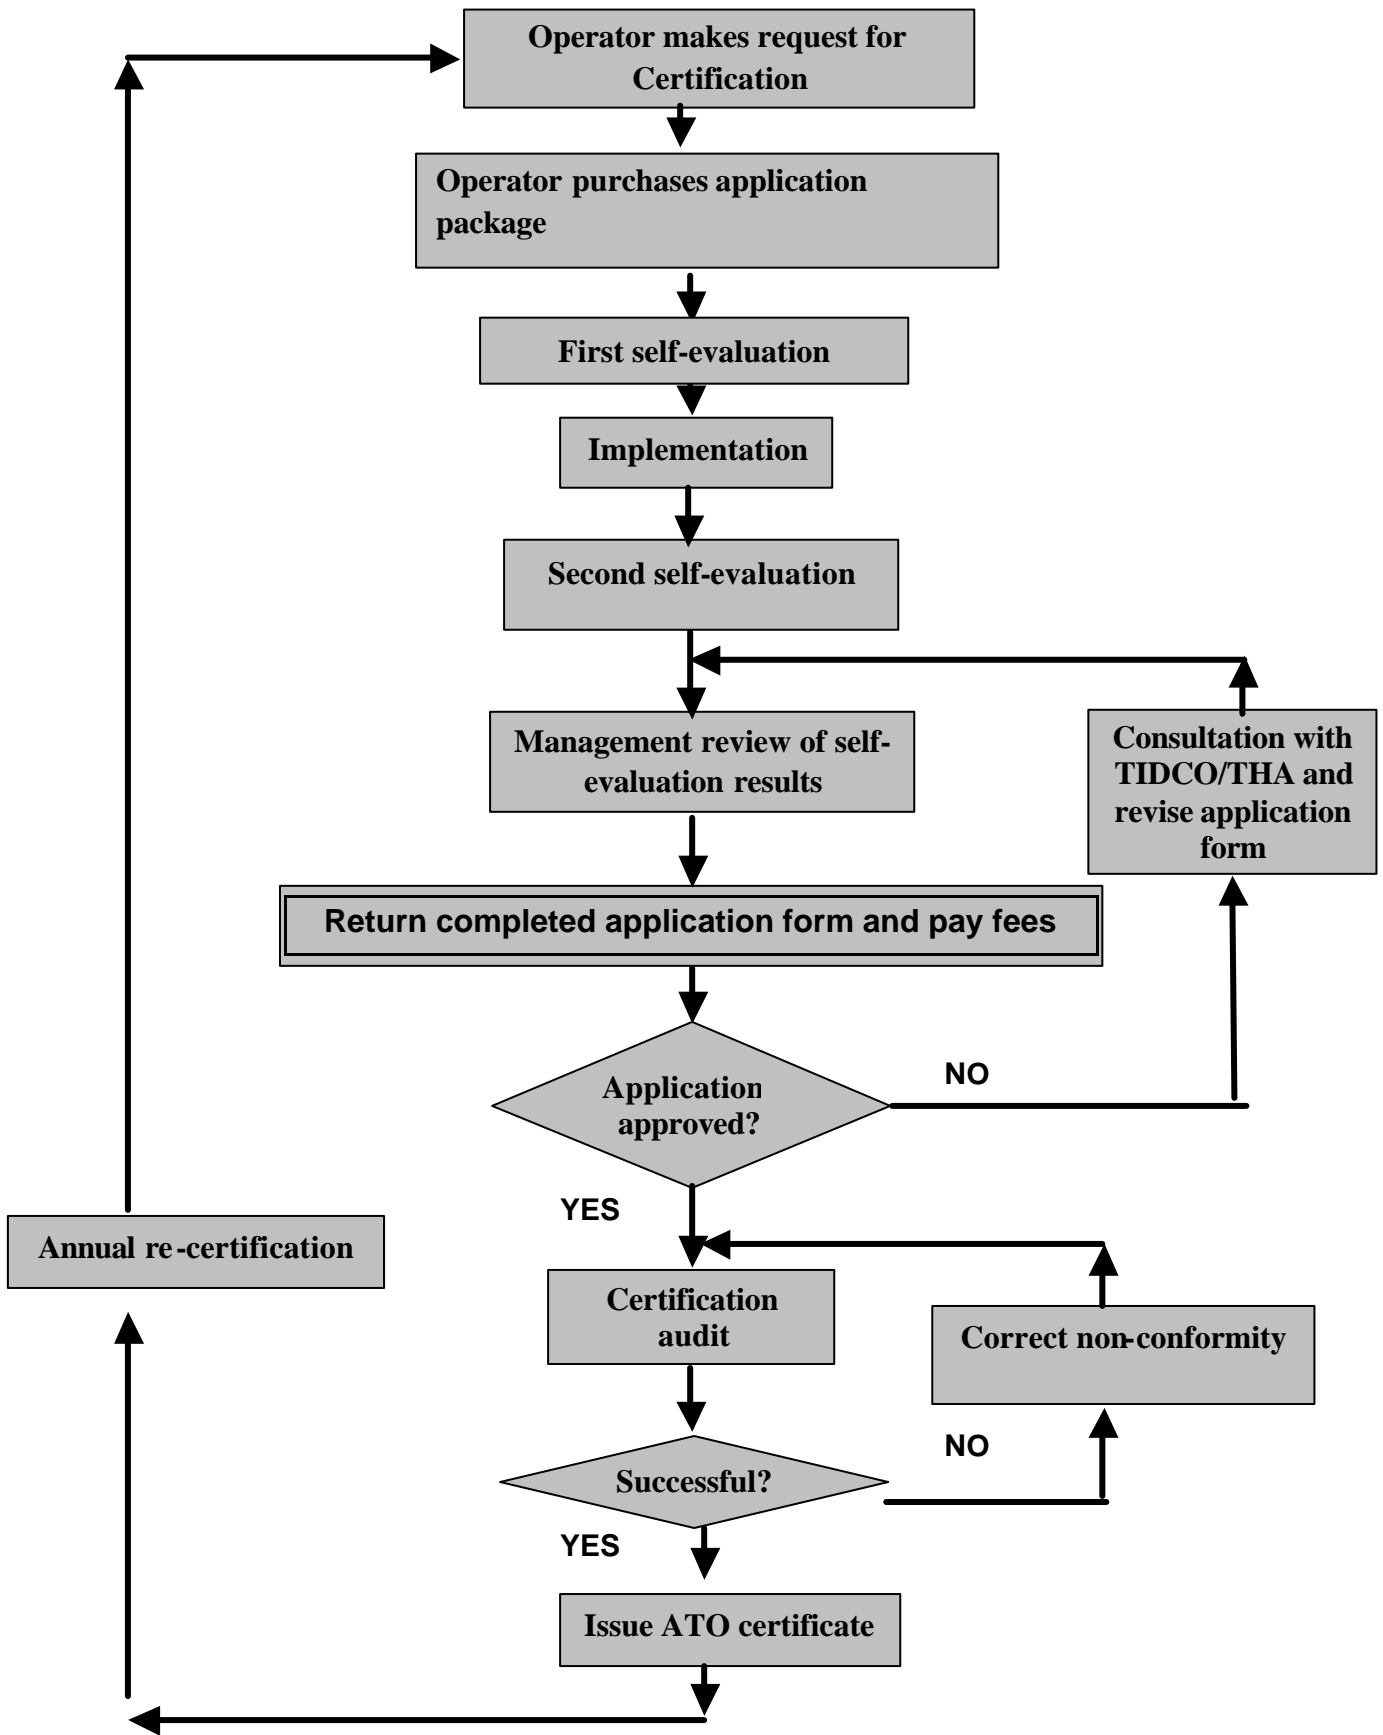 Operator makes request for
Certification
Operator purchases application
package
First self-evaluation
Implementation
Second self-evaluation
Management review of self-
evaluation results
Consultation with
TIDCO/THA and
revise application
form
Return completed application form and pay fees
Application
approved?
NO
YES
Annual re-certification
Certification
audit
Correct non-conformity
Successful?
NO
YES
Issue ATO certificate